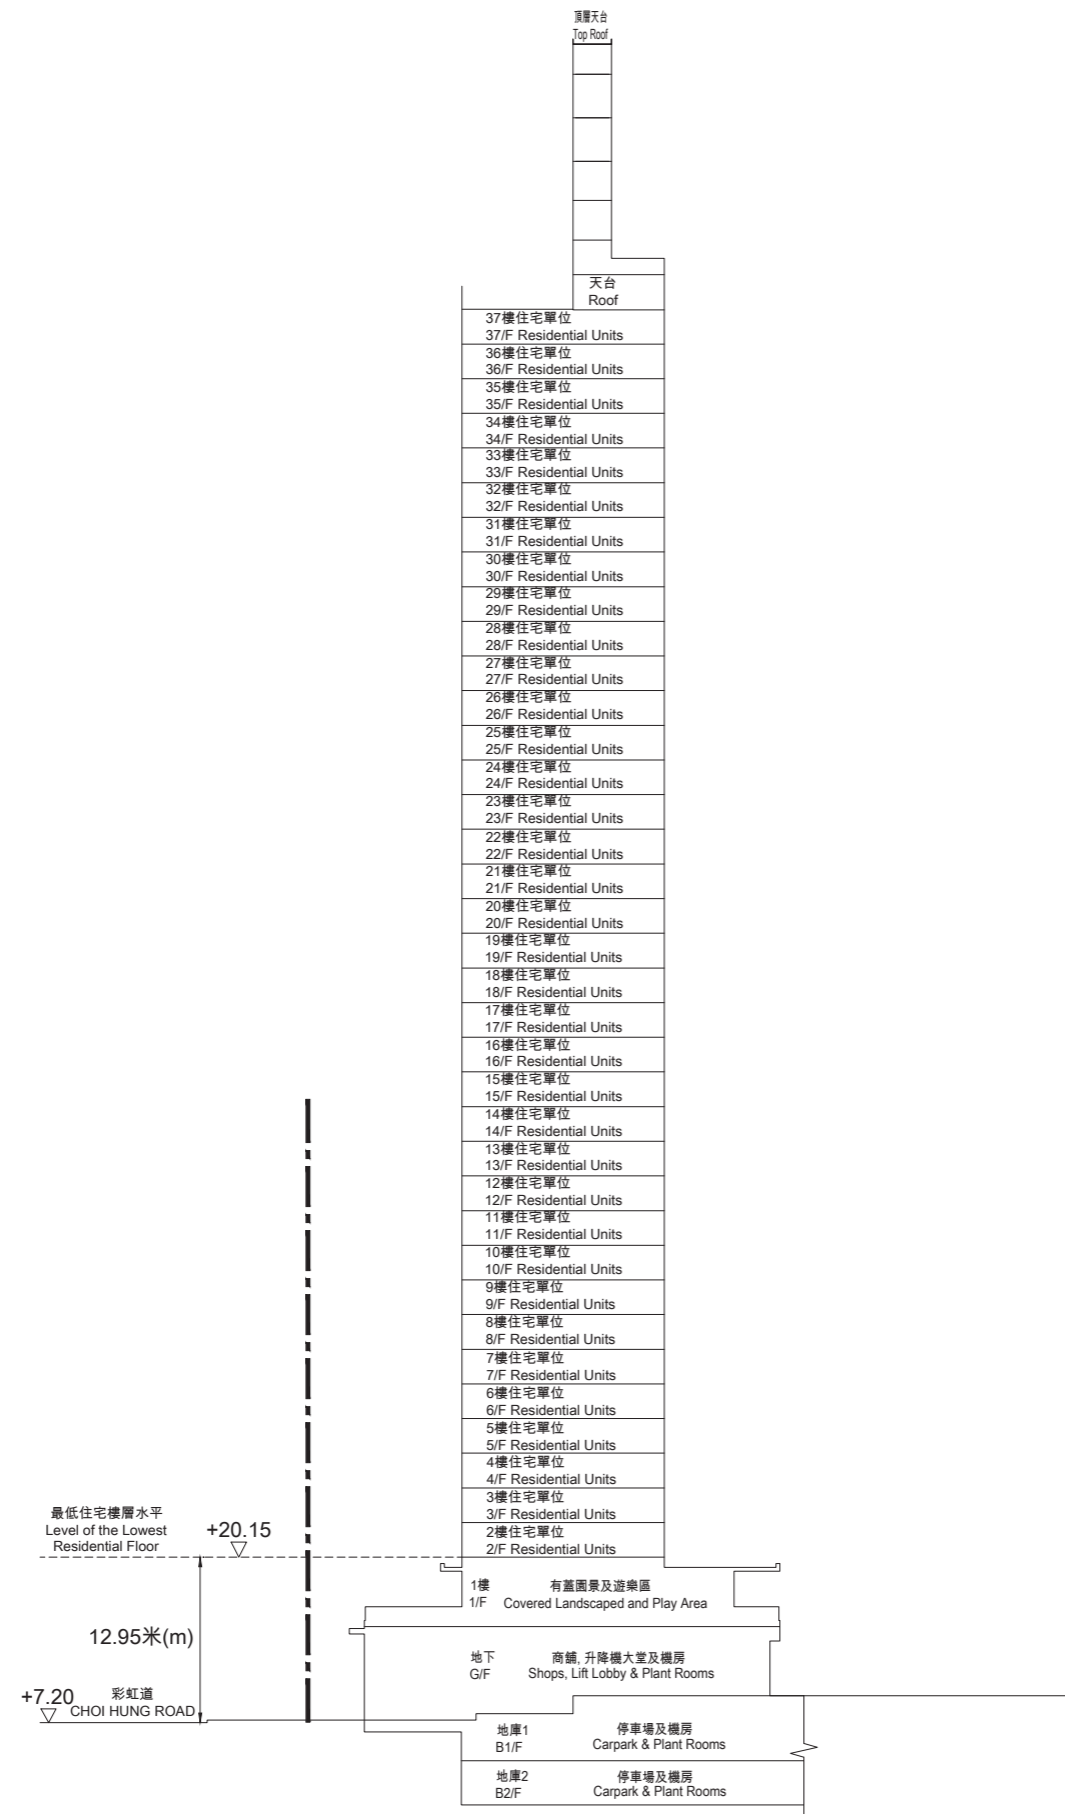 頂層天台
Top Roof
天台
Roof
37樓住宅單位
37/F Residential Units
36樓住宅單位
36/F Residential Units
35樓住宅單位
35/F Residential Units
34樓住宅單位
34/F Residential Units
33樓住宅單位
33/F Residential Units
32樓住宅單位
32/F Residential Units
31樓住宅單位
31/F Residential Units
30樓住宅單位
30/F Residential Units
29樓住宅單位
29/F Residential Units
28樓住宅單位
28/F Residential Units
27樓住宅單位
27/F Residential Units
26樓住宅單位
26/F Residential Units
25樓住宅單位
25/F Residential Units
24樓住宅單位
24/F Residential Units
23樓住宅單位
23/F Residential Units
22樓住宅單位
22/F Residential Units
21樓住宅單位
21/F Residential Units
20樓住宅單位
20/F Residential Units
19樓住宅單位
19/F Residential Units
18樓住宅單位
18/F Residential Units
17樓住宅單位
17/F Residential Units
16樓住宅單位
16/F Residential Units
15樓住宅單位
15/F Residential Units
14樓住宅單位
14/F Residential Units
13樓住宅單位
13/F Residential Units
12樓住宅單位
12/F Residential Units
11樓住宅單位
11/F Residential Units
10樓住宅單位
10/F Residential Units
9樓住宅單位
9/F Residential Units
8樓住宅單位
8/F Residential Units
7樓住宅單位
7/F Residential Units
6樓住宅單位
6/F Residential Units
5樓住宅單位
5/F Residential Units
4樓住宅單位
4/F Residential Units
3樓住宅單位
3/F Residential Units
2樓住宅單位
2/F Residential Units
最低住宅樓層水平
Level of the Lowest
Residential Floor
+20.15
1樓 有蓋園景及遊樂區
1/F Covered Landscaped and Play Area
12.95米(m)
地下 商舖, 升降機大堂及機房
G/F Shops, Lift Lobby & Plant Rooms
+7.20
彩虹道
CHOI HUNG ROAD
地庫1 停車場及機房
B1/F Carpark & Plant Rooms
地庫2 停車場及機房
B2/F Carpark & Plant Rooms